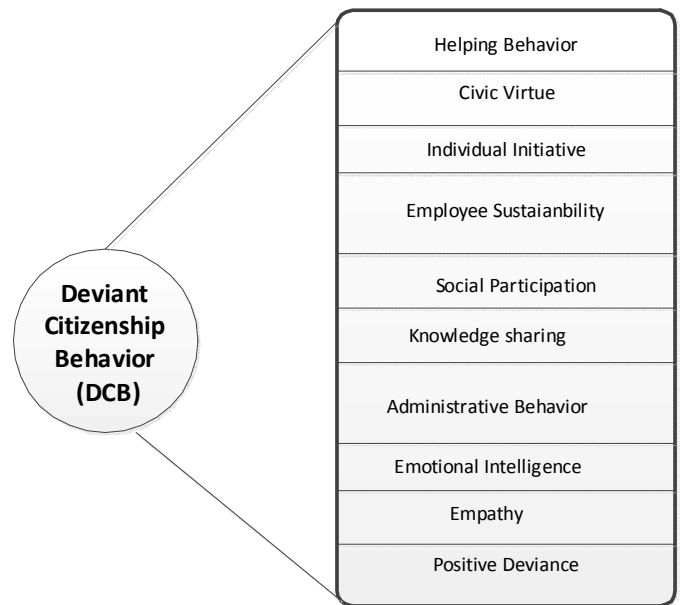 Deviant
Citizenship
Behavior
(DCB)
Helping Behavior
Civic Virtue
Individual Initiative
Employee Sustaianbility
Social Participation
Knowledge sharing
Administrative Behavior
Emotional Intelligence
Empathy
Positive Deviance